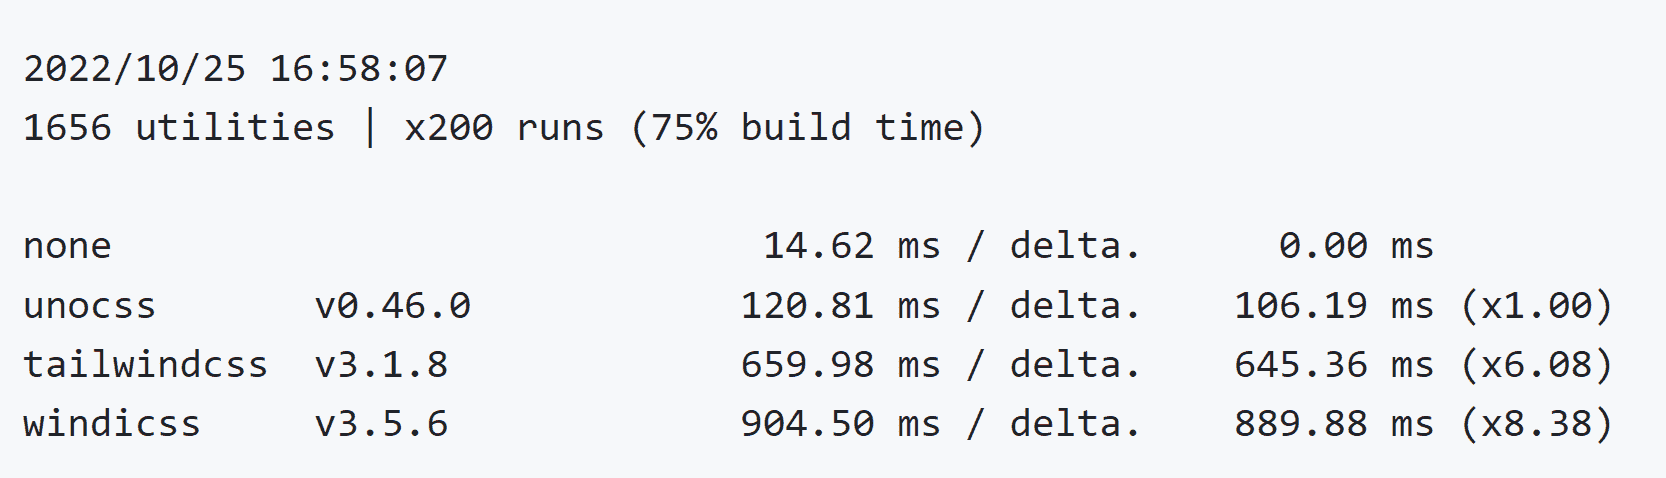 2022/10/25 16:58:07
1656 utilities | x200 runs (75% build time)
none 14.62 ms / delta. 0.00 ms
unocss v0.46.0 120.81 ms / delta. 106.19 ms (x1.00)
tailwindcss v3.1.8 659.98 ms / delta. 645.36 ms (x6.08)
windicss v3.5.6 904.50 ms / delta. 889.88 ms (x8.38)